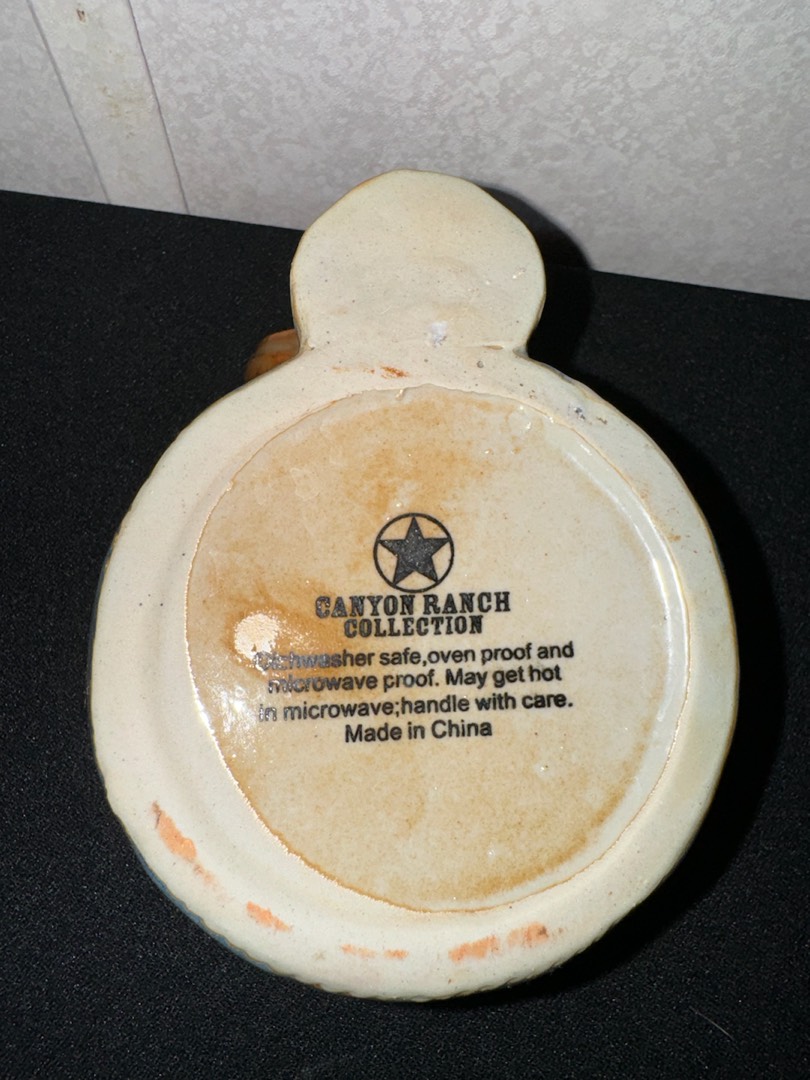 CANYON RANCH
COLLECTION
Dishwasher safe,oven proof and
microwave proof. May get hot
in microwave;handle with care.
Made in China